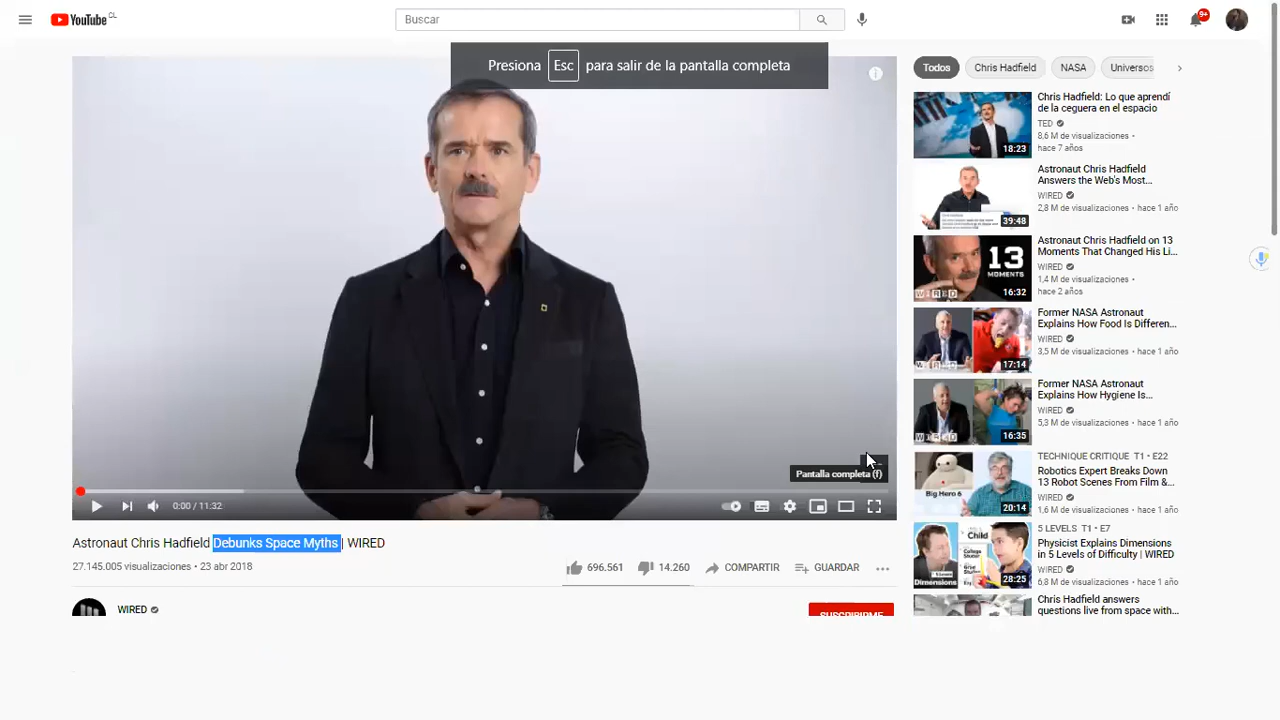 YouTube CL
Buscar
9+
Presiona Esc para salir de la pantalla completa
Pantalla completa (f)
0:00 / 11:32
Astronaut Chris Hadfield Debunks Space Myths | WIRED
27.145.005 visualizaciones • 23 abr 2018
696.561
14.260
COMPARTIR
GUARDAR
WIRED
SUSCRIBIRME
Todos
Chris Hadfield
NASA
Universos
18:23
Chris Hadfield: Lo que aprendí
de la ceguera en el espacio
TED
8,6 M de visualizaciones •
hace 7 años
39:48
Astronaut Chris Hadfield
Answers the Web's Most...
WIRED
2,8 M de visualizaciones • hace 1 año
13
MOMENTS
WIRED
16:32
Astronaut Chris Hadfield on 13
Moments That Changed His Li...
WIRED
1,4 M de visualizaciones •
hace 2 años
WIRED
17:14
Former NASA Astronaut
Explains How Food Is Differen...
WIRED
3,5 M de visualizaciones • hace 1 año
WIRED
16:35
Former NASA Astronaut
Explains How Hygiene Is...
WIRED
5,3 M de visualizaciones • hace 1 año
Big Hero 6
20:14
TECHNIQUE CRITIQUE T1 • E22
Robotics Expert Breaks Down
13 Robot Scenes From Film &...
WIRED
1,6 M de visualizaciones • hace 1 año
Child
Dimensions
28:25
5 LEVELS T1 • E7
Physicist Explains Dimensions
in 5 Levels of Difficulty | WIRED
WIRED
6,8 M de visualizaciones • hace 1 año
Chris Hadfield answers
questions live from space with...